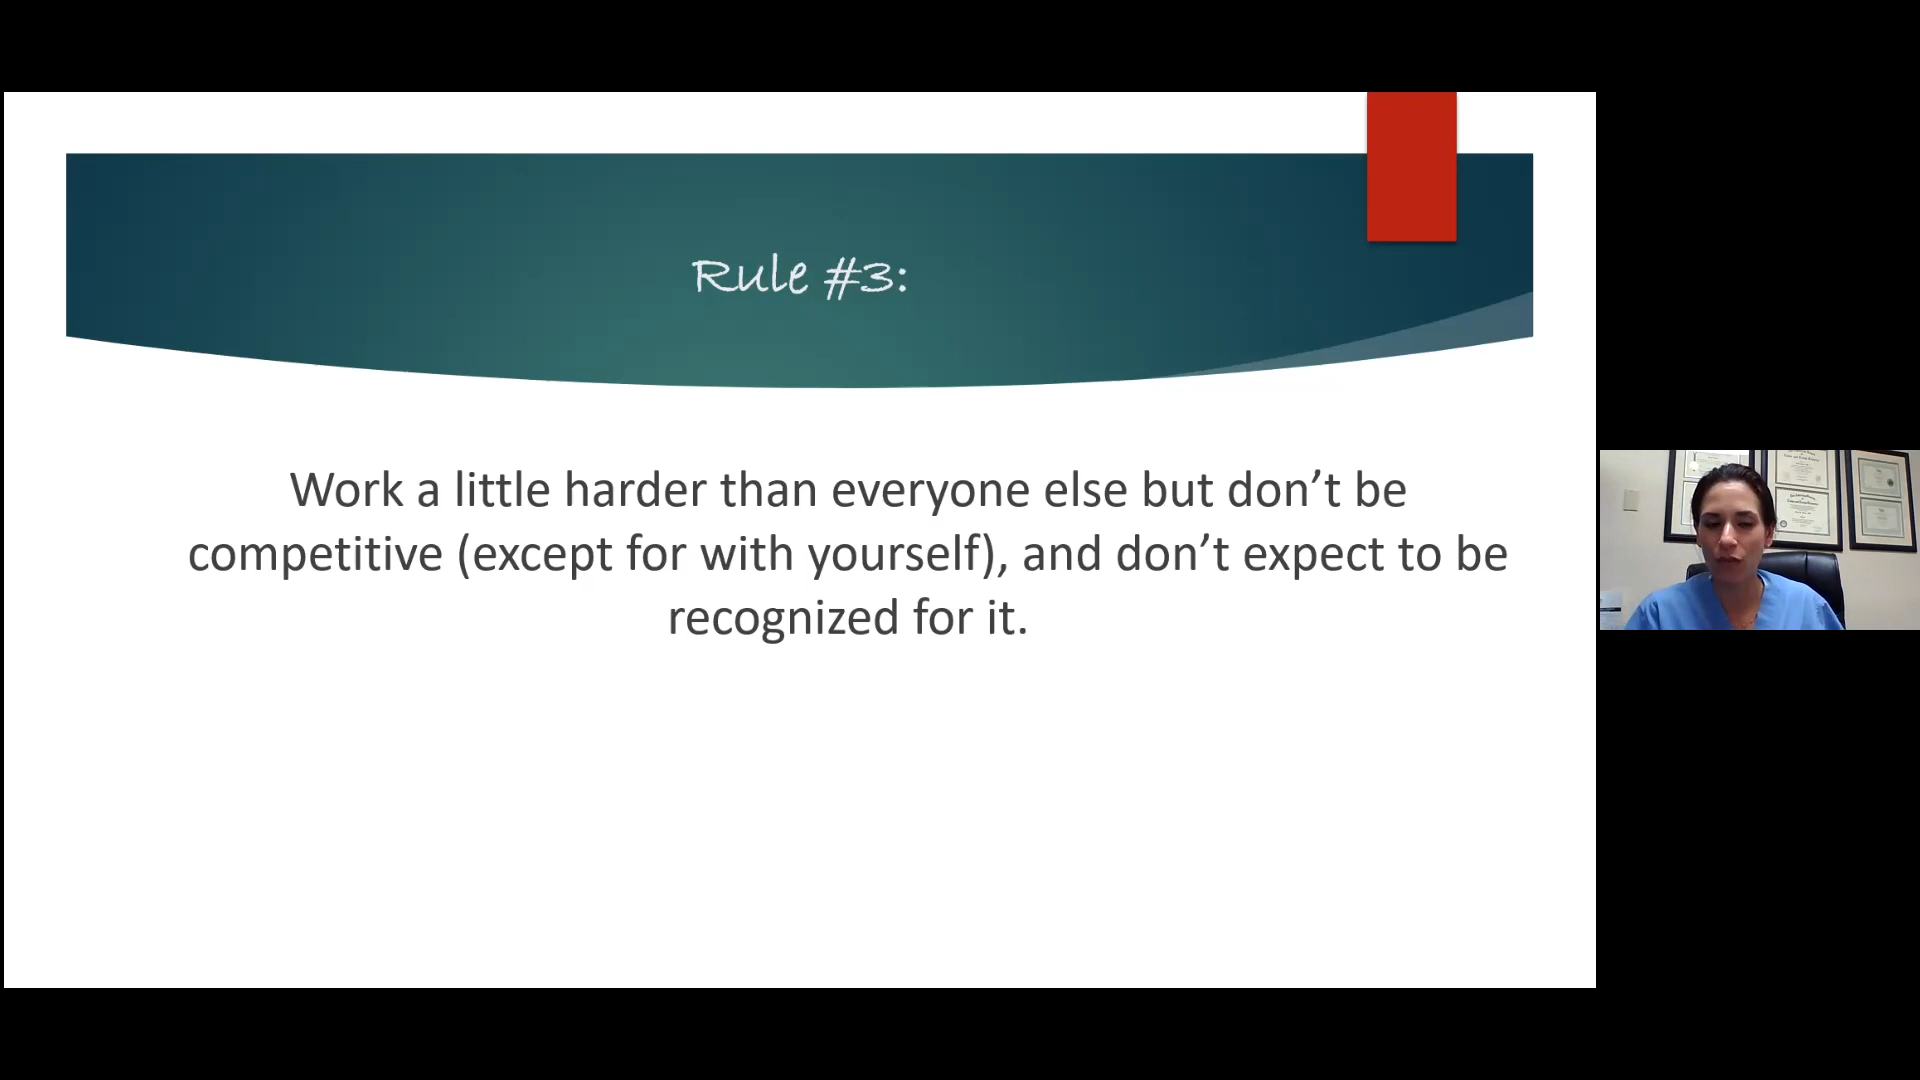 Rule #3:
Work a little harder than everyone else but don’t be
competitive (except for with yourself), and don’t expect to be
recognized for it.